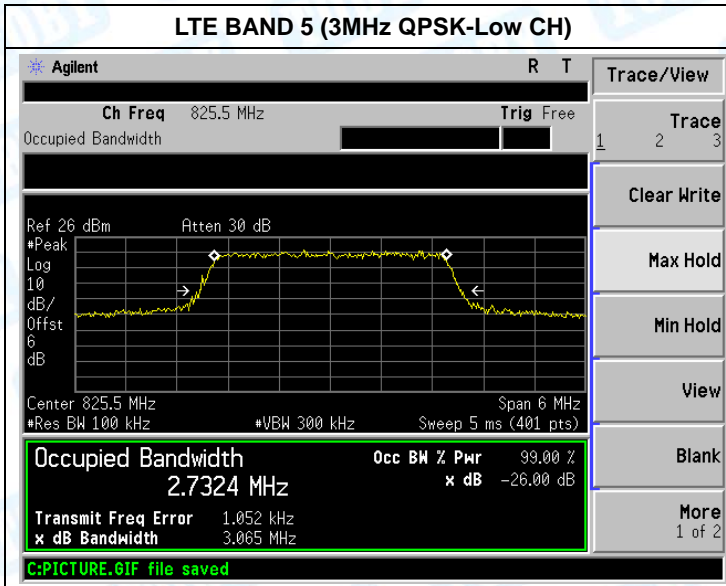 LTE BAND 5 (3MHz QPSK-Low CH)
Agilent R T
Trace/View
Ch Freq 825.5 MHz Trig Free
Occupied Bandwidth
Trace
1 2 3
Clear Write
Ref 26 dBm Atten 30 dB
#Peak
Log
10
dB/
Offst
6
dB
Max Hold
Min Hold
View
Center 825.5 MHz Span 6 MHz
#Res BW 100 kHz #VBW 300 kHz Sweep 5 ms (401 pts)
Occupied Bandwidth Occ BW % Pwr 99.00 %
2.7324 MHz x dB -26.00 dB
Blank
Transmit Freq Error 1.052 kHz
x dB Bandwidth 3.065 MHz
More
1 of 2
C:PICTURE.GIF file saved